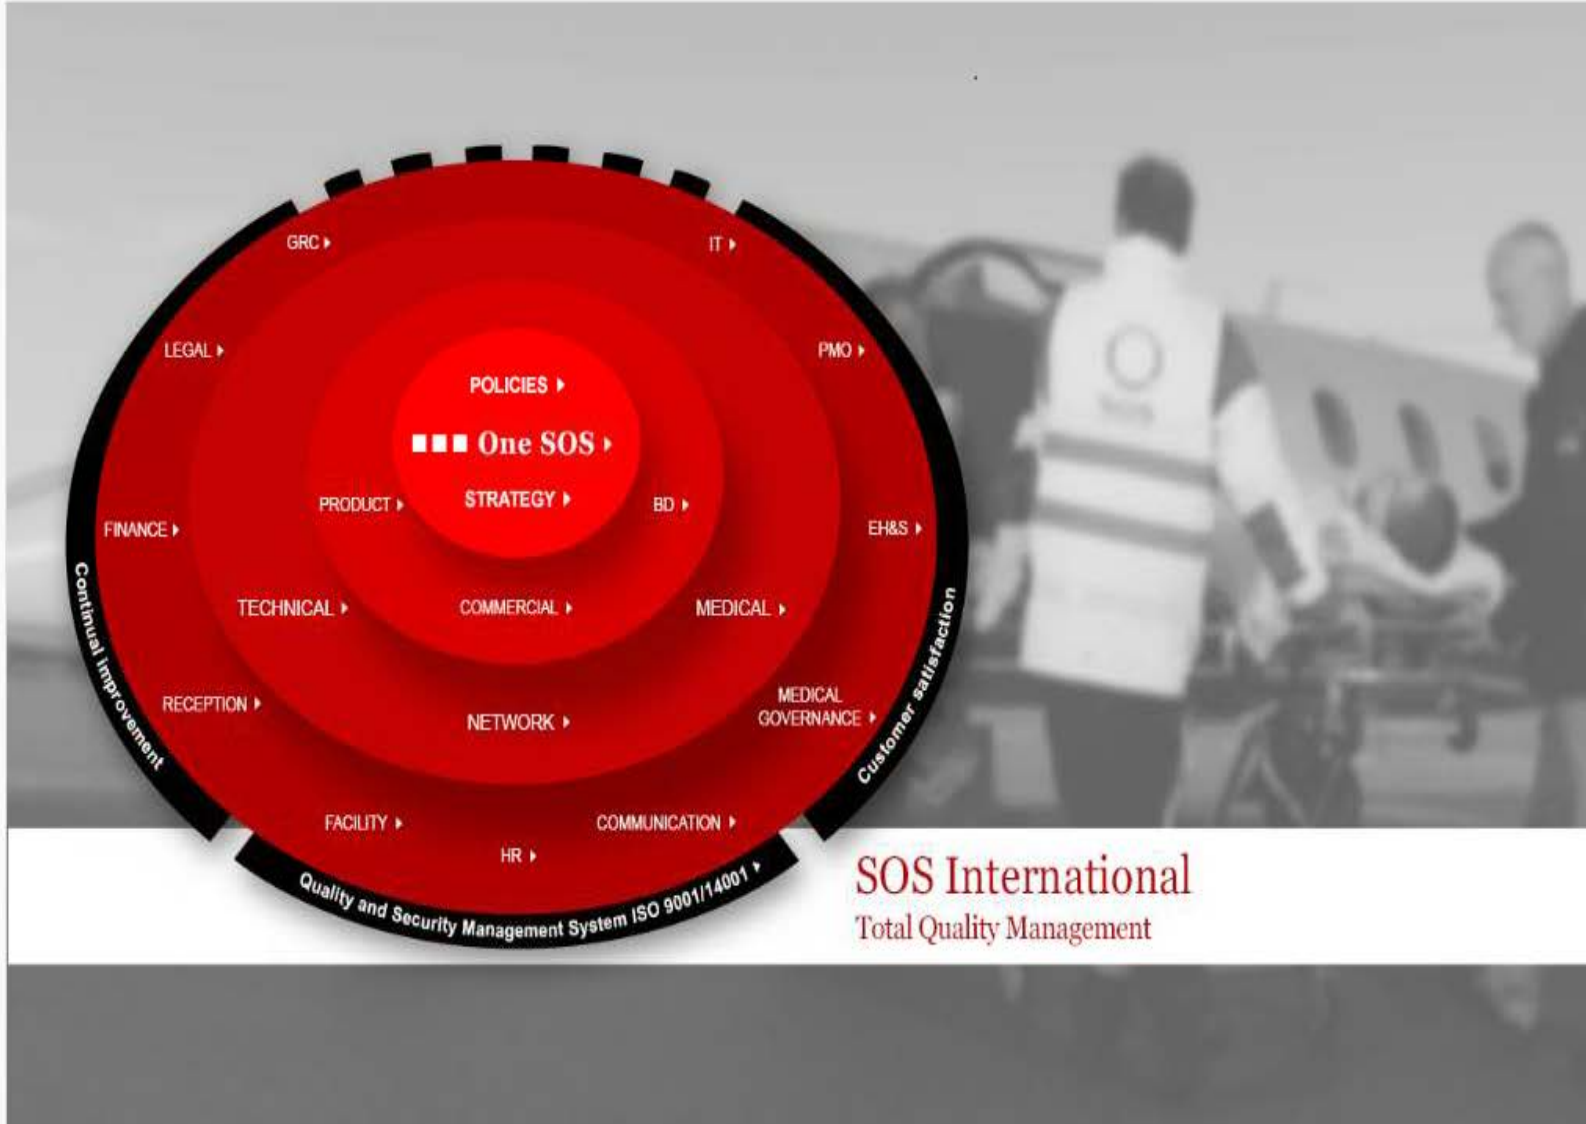 GRC
IT
LEGAL
PMO
POLICIES
One SOS
STRATEGY
PRODUCT
BD
FINANCE
EH&S
TECHNICAL
COMMERCIAL
MEDICAL
RECEPTION
NETWORK
MEDICAL
GOVERNANCE
FACILITY
COMMUNICATION
HR
Continual improvement
Customer satisfaction
Quality and Security Management System ISO 9001/14001
SOS International
Total Quality Management